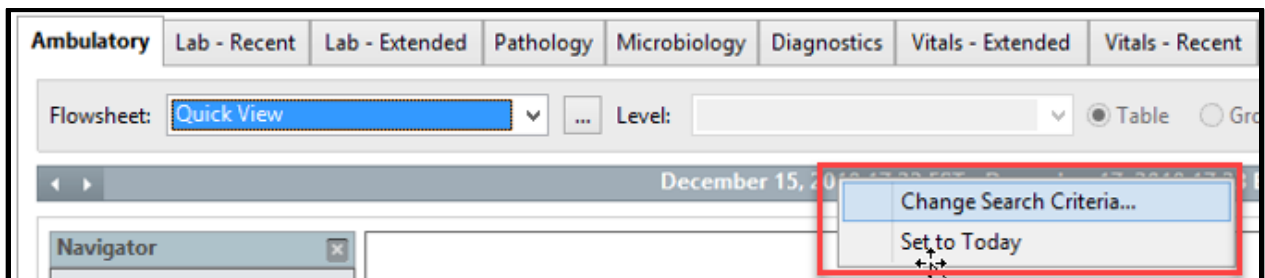 Ambulatory Lab - Recent Lab - Extended Pathology Microbiology Diagnostics Vitals - Extended Vitals - Recent
Flowsheet: Quick View ... Level: Table
December 15,
Change Search Criteria...
Set to Today
Navigator